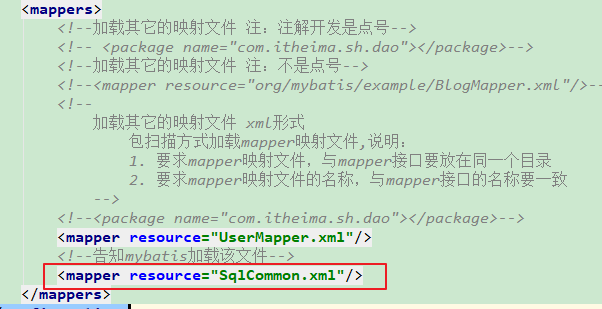 <mappers>
<!--加载其它的映射文件 注：注解开发是点号-->
<!-- <package name="com.itheima.sh.dao"></package>-->
<!--加载其它的映射文件 注：不是点号-->
<!--<mapper resource="org/mybatis/example/BlogMapper.xml"/>--
<!--
加载其它的映射文件 xml形式
包扫描方式加载mapper映射文件,说明：
1. 要求mapper映射文件，与mapper接口要放在同一个目录
2. 要求mapper映射文件的名称，与mapper接口的名称要一致
-->
<!--<package name="com.itheima.sh.dao"></package>-->
<mapper resource="UserMapper.xml"/>
<!--告知mybatis加载该文件-->
<mapper resource="SqlCommon.xml"/>
</mappers>